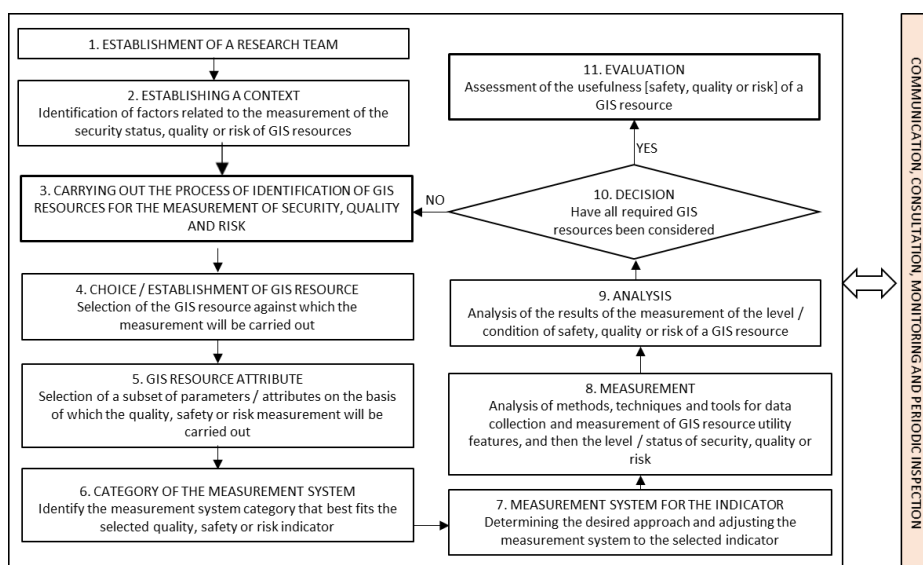 1. ESTABLISHMENT OF A RESEARCH TEAM
2. ESTABLISHING A CONTEXT
Identification of factors related to the measurement of the
security status, quality or risk of GIS resources
3. CARRYING OUT THE PROCESS OF IDENTIFICATION OF GIS
RESOURCES FOR THE MEASUREMENT OF SECURITY, QUALITY
AND RISK
4. CHOICE / ESTABLISHMENT OF GIS RESOURCE
Selection of the GIS resource against which the
measurement will be carried out
5. GIS RESOURCE ATTRIBUTE
Selection of a subset of parameters / attributes on the basis
of which the quality, safety or risk measurement will be
carried out
6. CATEGORY OF THE MEASUREMENT SYSTEM
Identify the measurement system category that best fits the
selected quality, safety or risk indicator
7. MEASUREMENT SYSTEM FOR THE INDICATOR
Determining the desired approach and adjusting the
measurement system to the selected indicator
8. MEASUREMENT
Analysis of methods, techniques and tools for data
collection and measurement of GIS resource utility
features, and then the level / status of security, quality or
risk
9. ANALYSIS
Analysis of the results of the measurement of the level /
condition of safety, quality or risk of a GIS resource
10. DECISION
Have all required GIS
resources been considered
NO
YES
11. EVALUATION
Assessment of the usefulness [safety, quality or risk] of a
GIS resource
COMMUNICATION, CONSULTATION, MONITORING AND PERIODIC INSPECTION